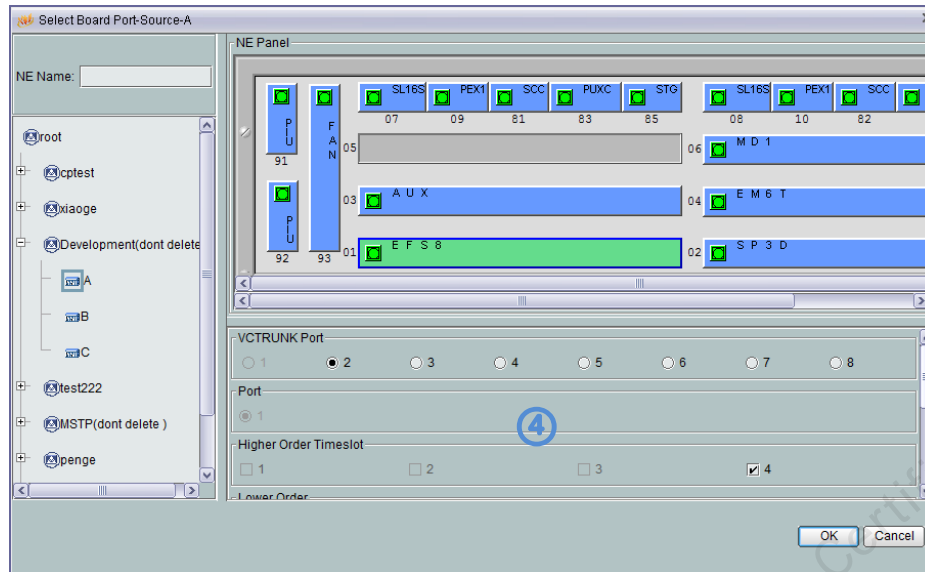 Select Board Port-Source-A
NE Name:
root
cptest
xiaoge
Development(dont delete
A
B
C
test222
MSTP(dont delete )
penge
NE Panel
PIU
91
PIU
92
FAN
93
SL16S
07
PEX1
09
SCC
81
PUXC
83
STG
85
SL16S
08
PEX1
10
SCC
82
05
06 MD1
03 AUX
04 EM6T
01 EFS8
02 SP3D
VCTRUNK Port
1 2 3 4 5 6 7 8
Port
1
④
Higher Order Timeslot
1 2 3 4
Lower Order
OK Cancel